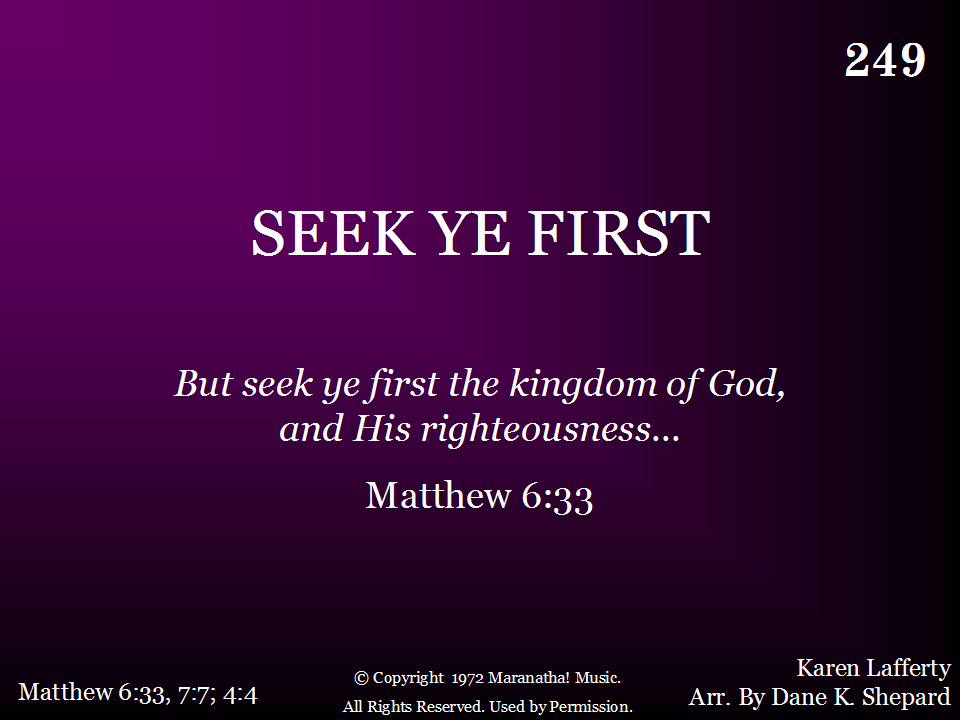 249
SEEK YE FIRST
But seek ye first the kingdom of God,
and His righteousness...
Matthew 6:33
Matthew 6:33, 7:7; 4:4
© Copyright 1972 Maranatha! Music.
All Rights Reserved. Used by Permission.
Karen Lafferty
Arr. By Dane K. Shepard